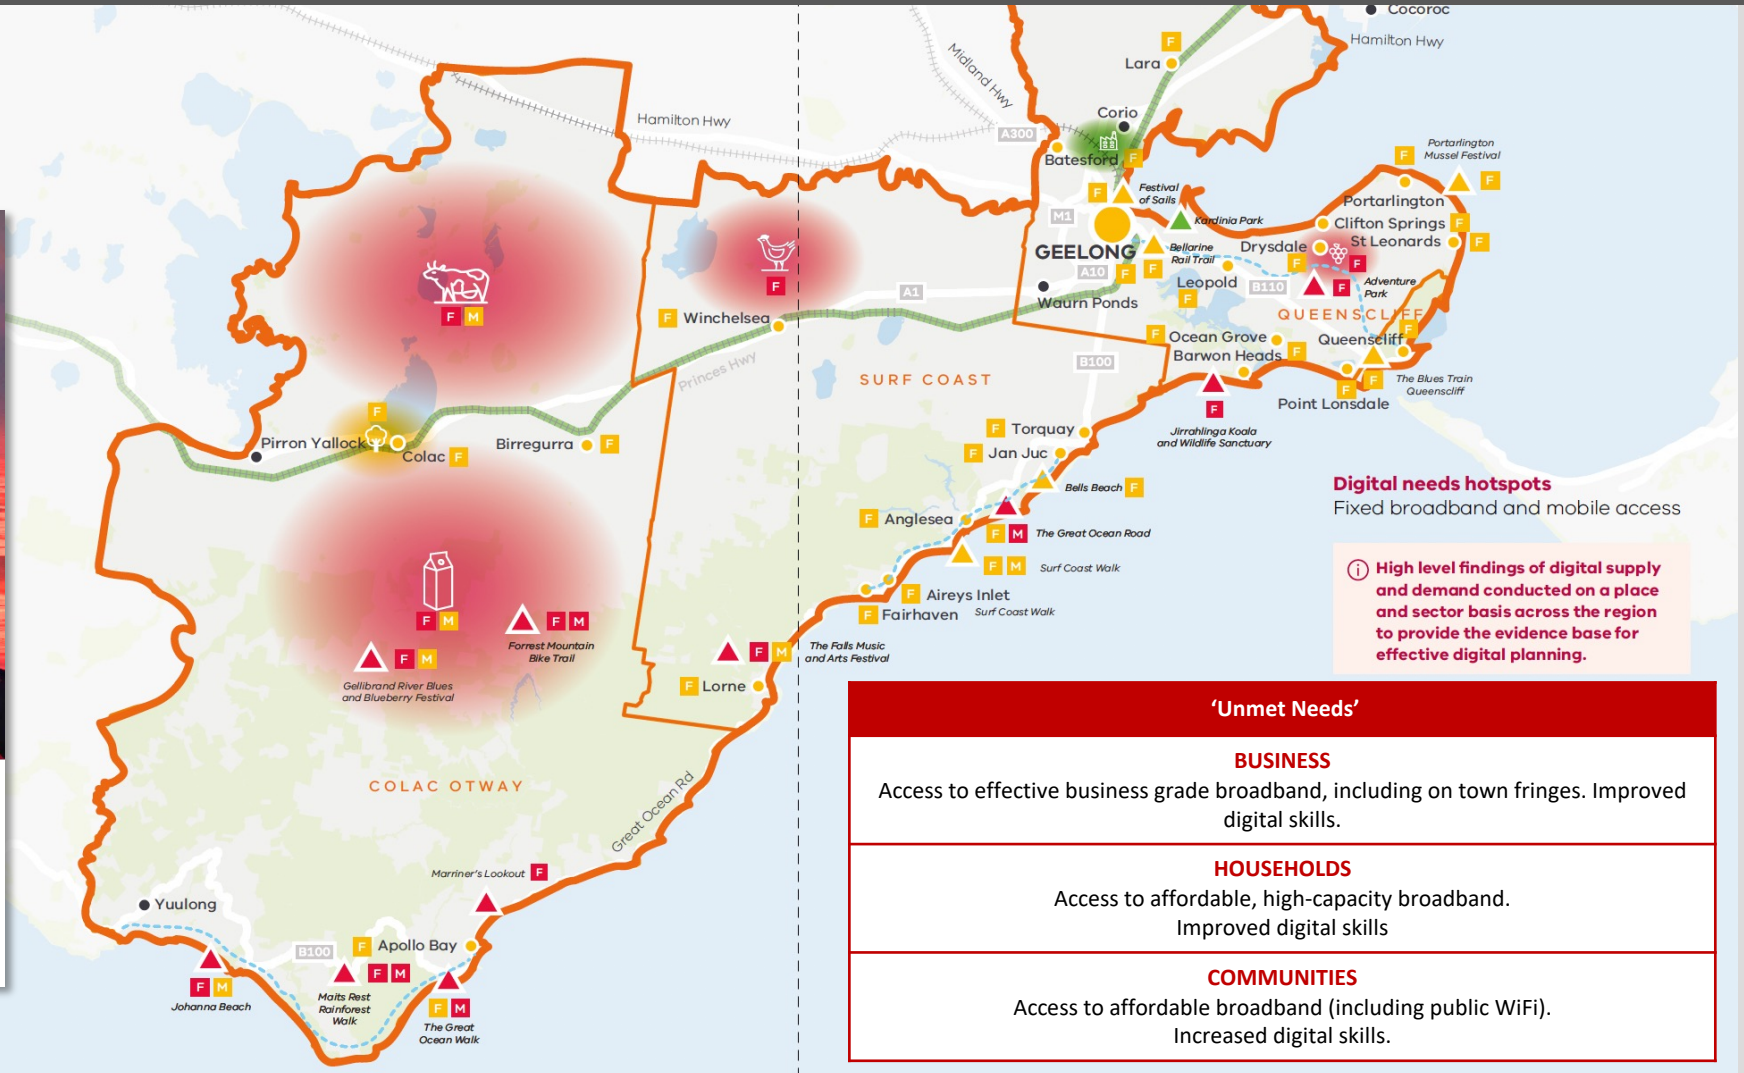 Cocoroc
Hamilton Hwy
F
Lara
Midland Hwy
Hamilton Hwy
Corio
A300
Batesford
F
F
Portarlington
Mussel Festival
F
F
Festival
of Sails
M1
Kardinia Park
Portarlington
Clifton Springs
F
St Leonards
F
GEELONG
Bellarine
Rail Trail
Drysdale
F
F
A10
F
F
Leopold
F
B110
F
Adventure
Park
Waurn Ponds
QUEENSCLIFF
F
F
M
F
A1
F
Winchelsea
F
Ocean Grove
Barwon Heads
F
Queenscliff
B100
Princes Hwy
SURF COAST
F
F
The Blues Train
Queenscliff
Point Lonsdale
F
Jirrahlinga Koala
and Wildlife Sanctuary
F
Pirron Yallock
Colac
F
Birregurra
F
F
Torquay
F
Jan Juc
Bells Beach
F
F
Anglesea
F
M
The Great Ocean Road
F
M
Surf Coast Walk
F
Aireys Inlet
F
Fairhaven
Surf Coast Walk
Digital needs hotspots
Fixed broadband and mobile access
i
High level findings of digital supply
and demand conducted on a place
and sector basis across the region
to provide the evidence base for
effective digital planning.
F
M
F
M
Forrest Mountain
Bike Trail
F
M
Gellibrand River Blues
and Blueberry Festival
F
M
The Falls Music
and Arts Festival
F
Lorne
COLAC OTWAY
Great Ocean Rd
Marriner's Lookout
F
Yuulong
B100
F
Apollo Bay
F
M
Johanna Beach
F
M
Maits Rest
Rainforest
Walk
F
M
The Great
Ocean Walk
‘Unmet Needs’
BUSINESS
Access to effective business grade broadband, including on town fringes. Improved
digital skills.
HOUSEHOLDS
Access to affordable, high-capacity broadband.
Improved digital skills
COMMUNITIES
Access to affordable broadband (including public WiFi).
Increased digital skills.